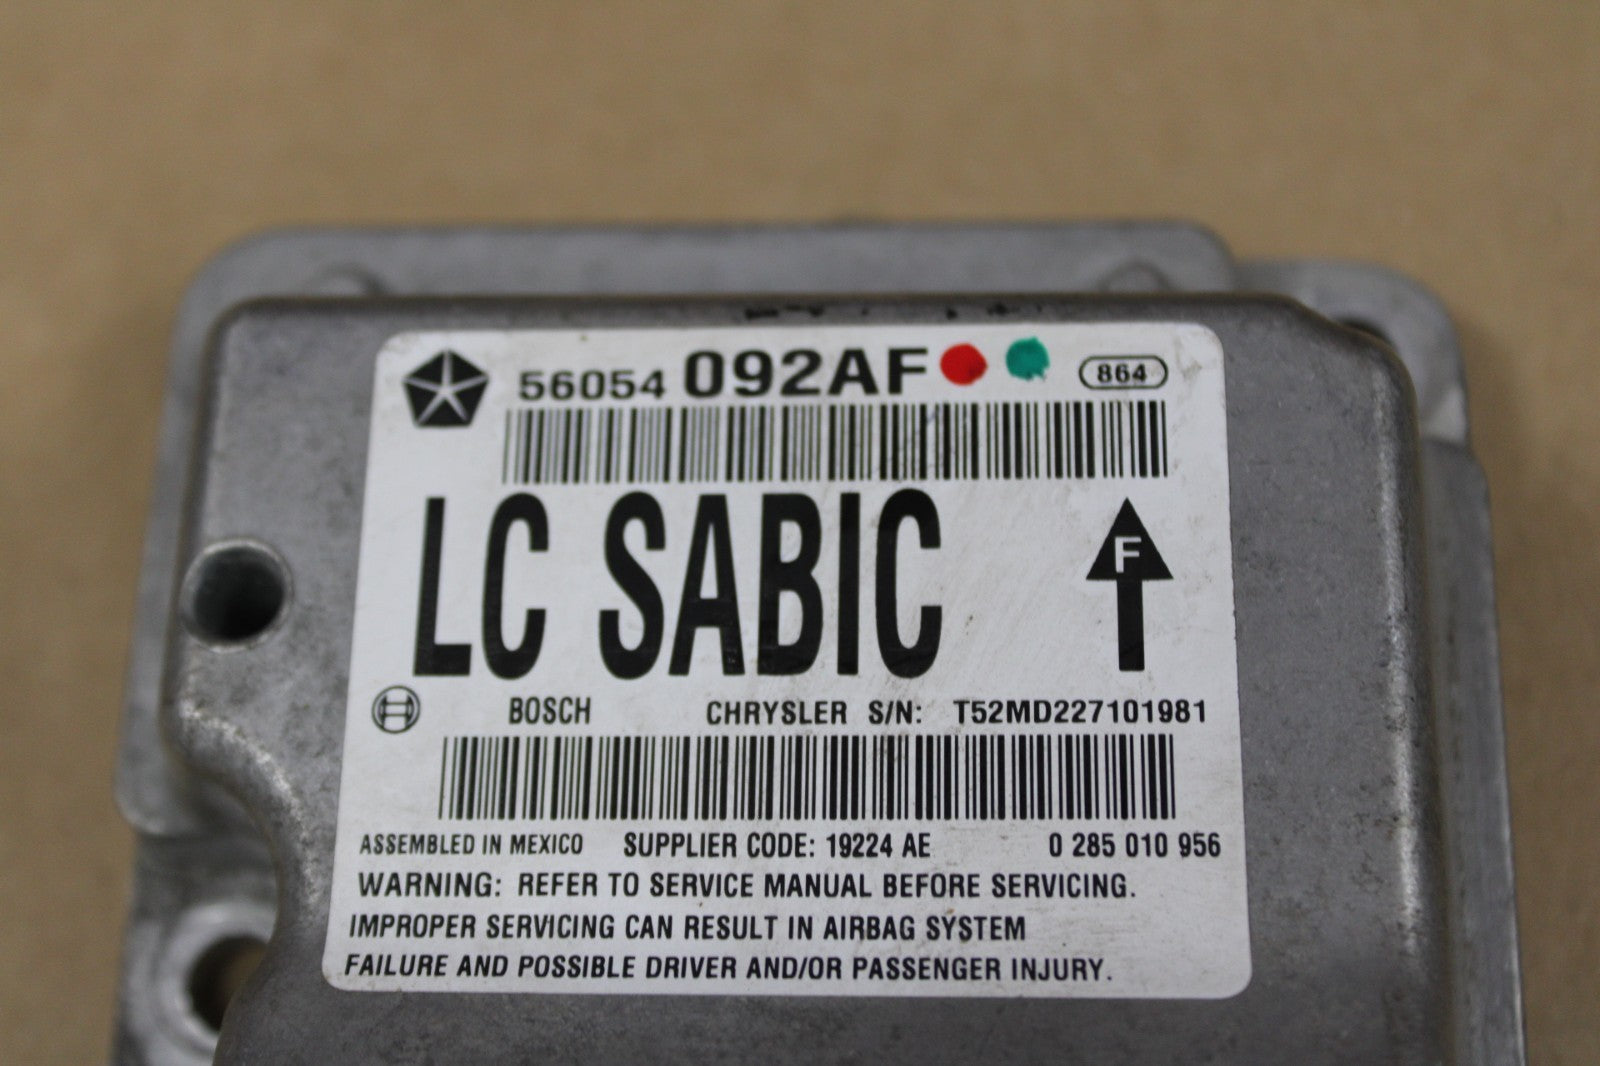 56054 092AF 864
LC SABIC
F
BOSCH CHRYSLER S/N: T52MD227101981
ASSEMBLED IN MEXICO SUPPLIER CODE: 19224 AE 0 285 010 956
WARNING: REFER TO SERVICE MANUAL BEFORE SERVICING.
IMPROPER SERVICING CAN RESULT IN AIRBAG SYSTEM
FAILURE AND POSSIBLE DRIVER AND/OR PASSENGER INJURY.